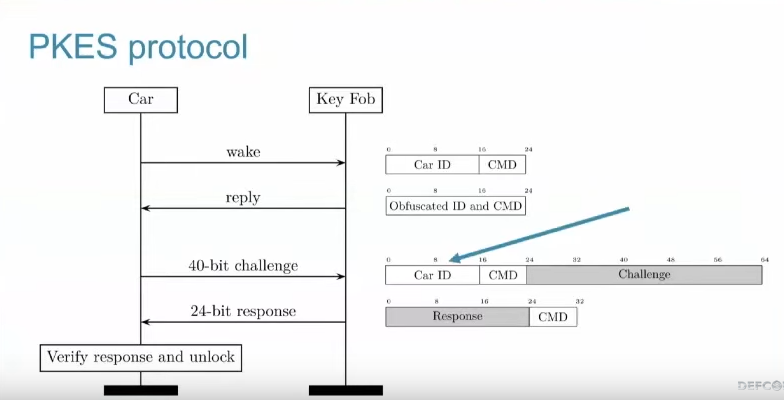 PKES protocol
Car
Key Fob
wake
0 8 16 24
Car ID CMD
reply
0 8 16 24
Obfuscated ID and CMD
40-bit challenge
0 8 16 24 32 40 48 56 64
Car ID CMD Challenge
24-bit response
0 8 16 24 32
Response CMD
Verify response and unlock